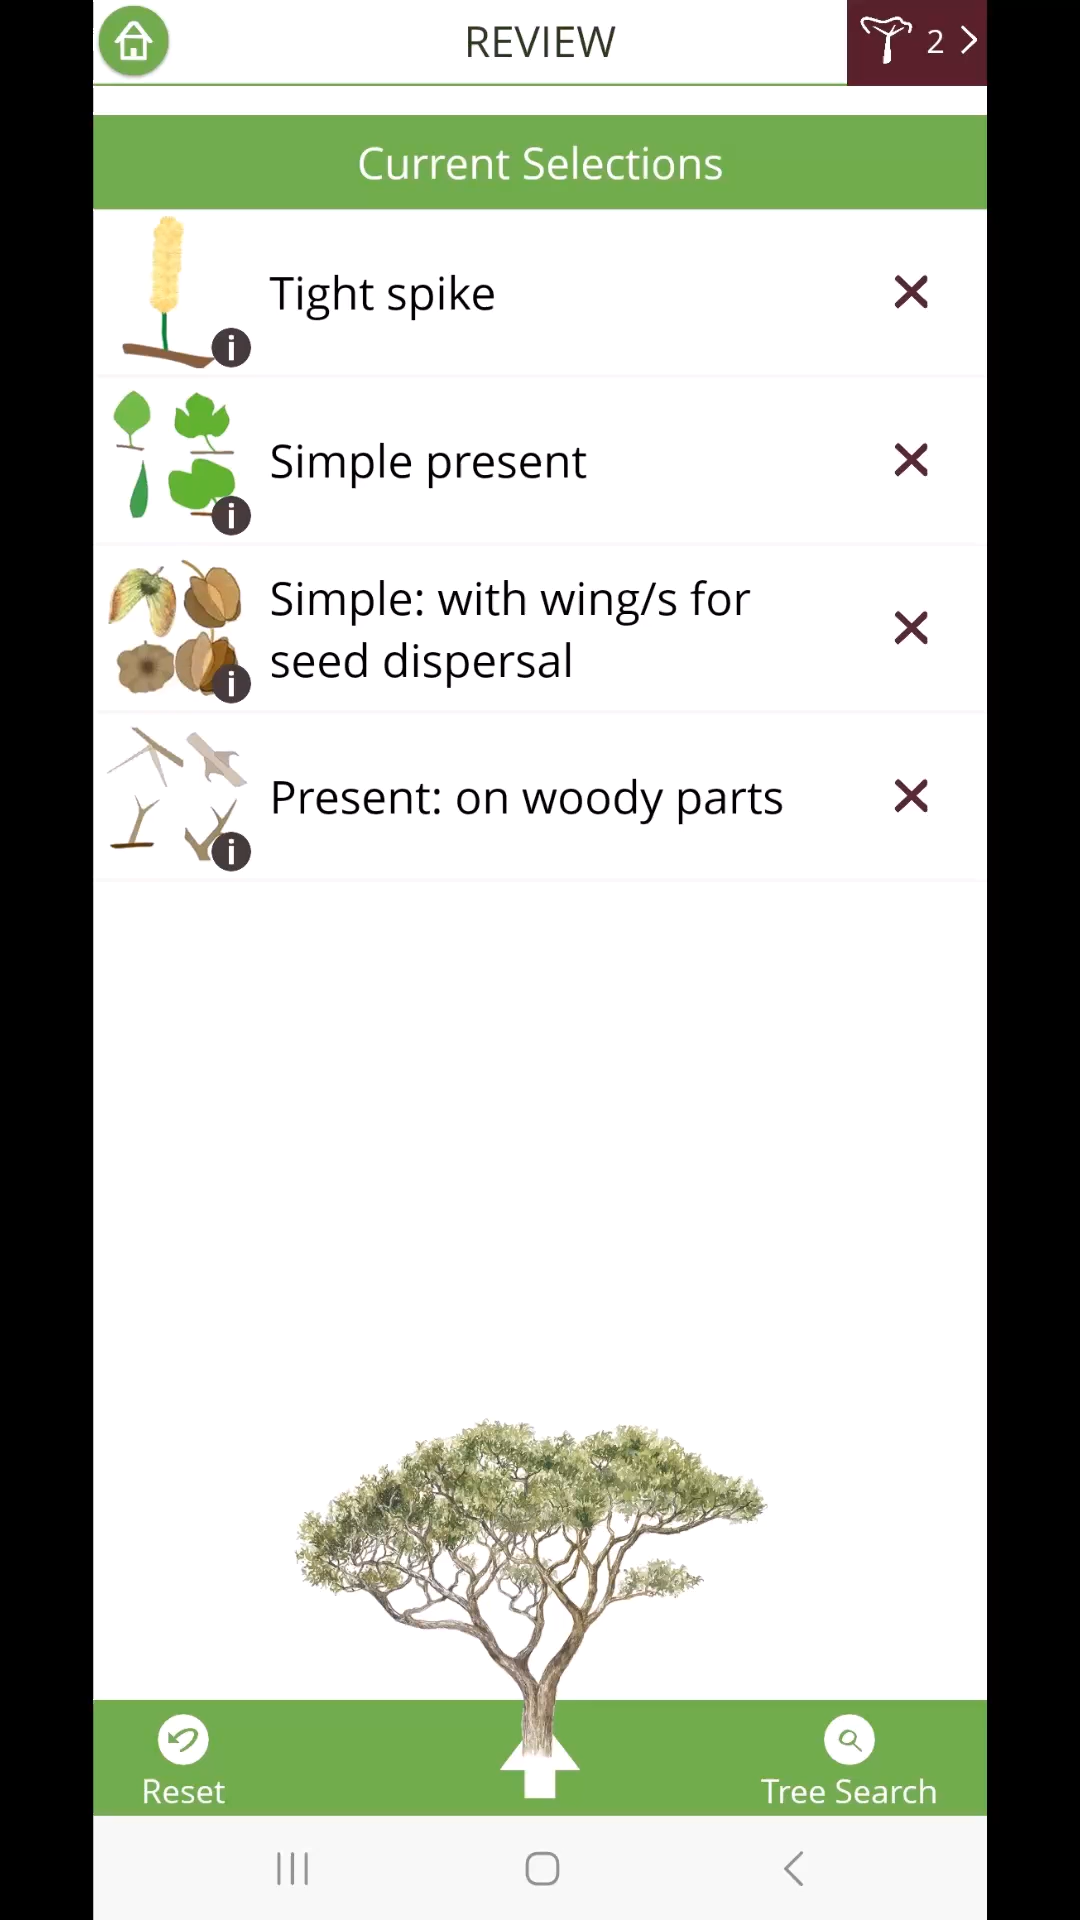 REVIEW
2
Current Selections
Tight spike
i
Simple present
i
Simple: with wing/s for
seed dispersal
i
Present: on woody parts
i
Reset
Tree Search